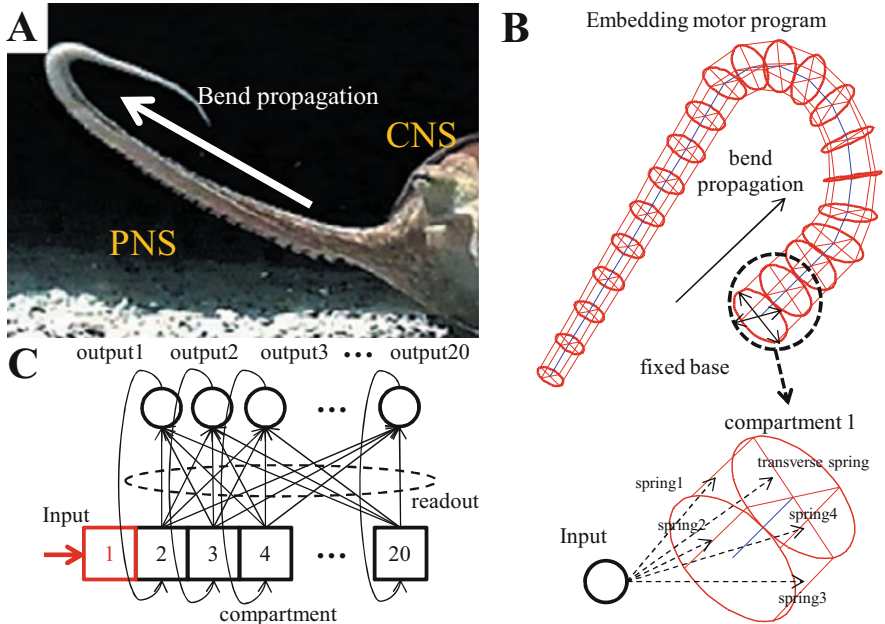 A
Bend propagation
CNS
PNS
B
Embedding motor program
bend
propagation
fixed base
compartment 1
spring1
transverse spring
spring2
spring4
Input
spring3
C
output1 output2 output3 ••• output20
•••
readout
Input
1 2 3 4 ••• 20
compartment